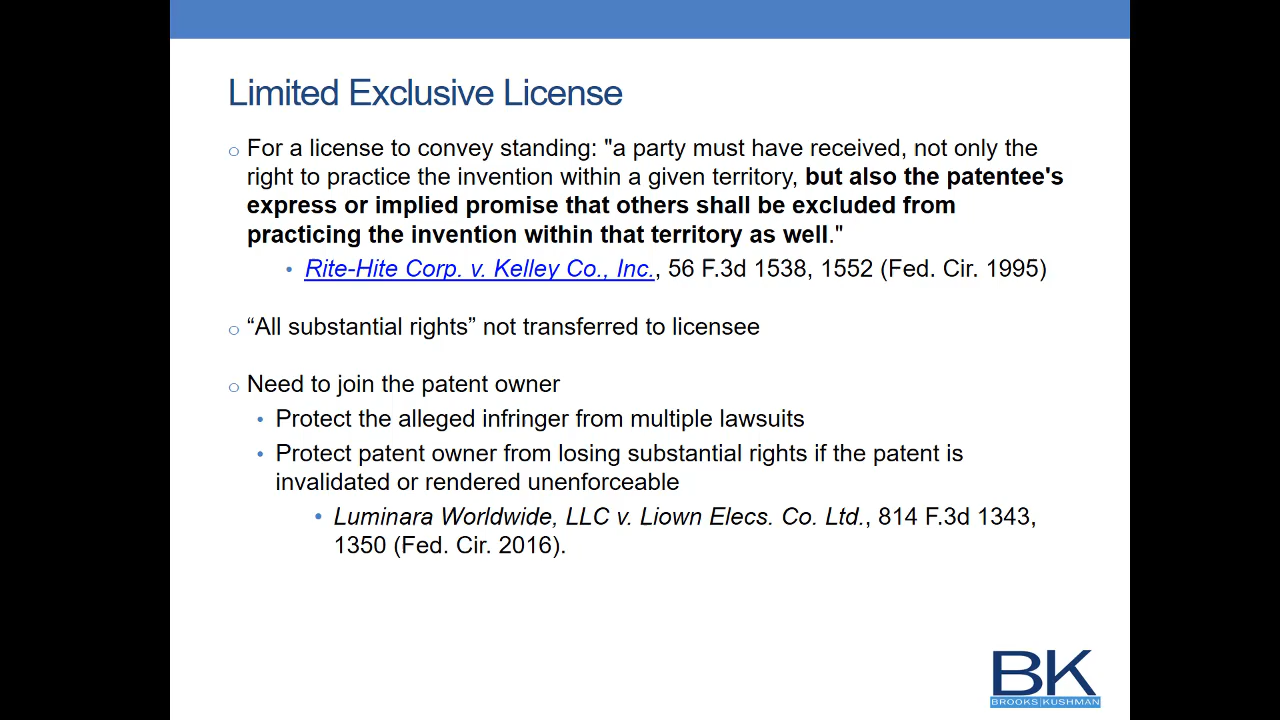 Limited Exclusive License
o For a license to convey standing: "a party must have received, not only the
right to practice the invention within a given territory, but also the patentee's
express or implied promise that others shall be excluded from
practicing the invention within that territory as well."
• Rite-Hite Corp. v. Kelley Co., Inc., 56 F.3d 1538, 1552 (Fed. Cir. 1995)
o “All substantial rights” not transferred to licensee
o Need to join the patent owner
• Protect the alleged infringer from multiple lawsuits
• Protect patent owner from losing substantial rights if the patent is
invalidated or rendered unenforceable
• Luminara Worldwide, LLC v. Liown Elecs. Co. Ltd., 814 F.3d 1343,
1350 (Fed. Cir. 2016).
BK
BROOKS|KUSHMAN